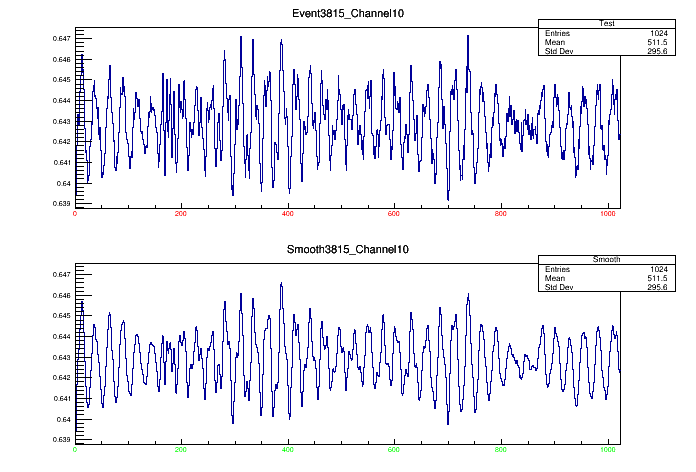 Event3815_Channel10
Test
Entries 1024
Mean 511.5
Std Dev 295.6
0.647
0.646
0.645
0.644
0.643
0.642
0.641
0.64
0.639
0 200 400 600 800 1000
Smooth3815_Channel10
Smooth
Entries 1024
Mean 511.5
Std Dev 295.6
0.647
0.646
0.645
0.644
0.643
0.642
0.641
0.64
0.639
0 200 400 600 800 1000